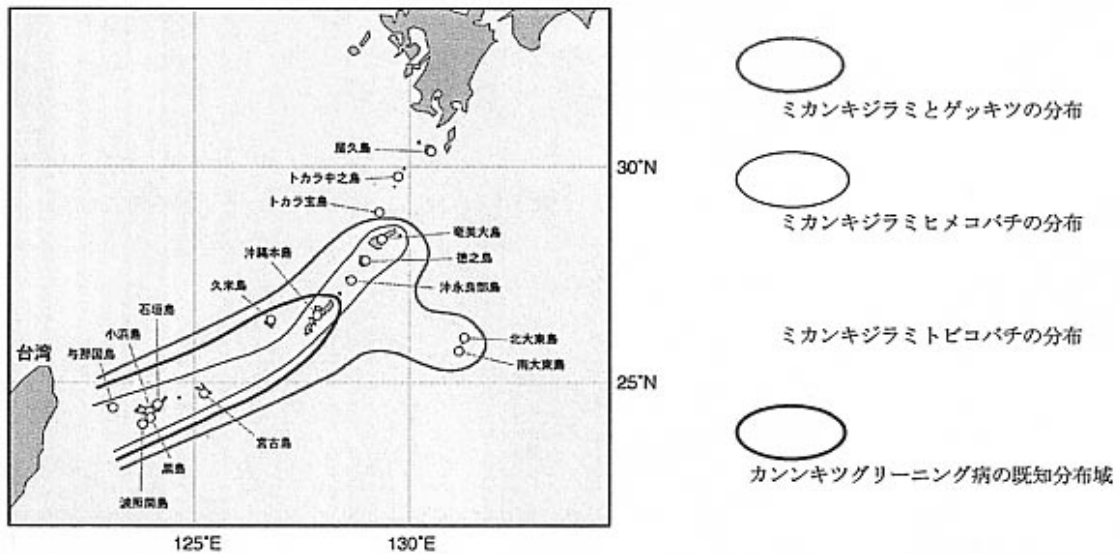 屋久島
30°N
トカラ中之島
トカラ宝島
奄美大島
徳之島
沖縄本島
沖永良部島
久米島
石垣島
小浜島
与那国島
台湾
北大東島
南大東島
25°N
宮古島
黒島
波照間島
125°E
130°E
ミカンキジラミとゲッキツの分布
ミカンキジラミヒメコバチの分布
ミカンキジラミトビコバチの分布
カンンキツグリーニング病の既知分布域